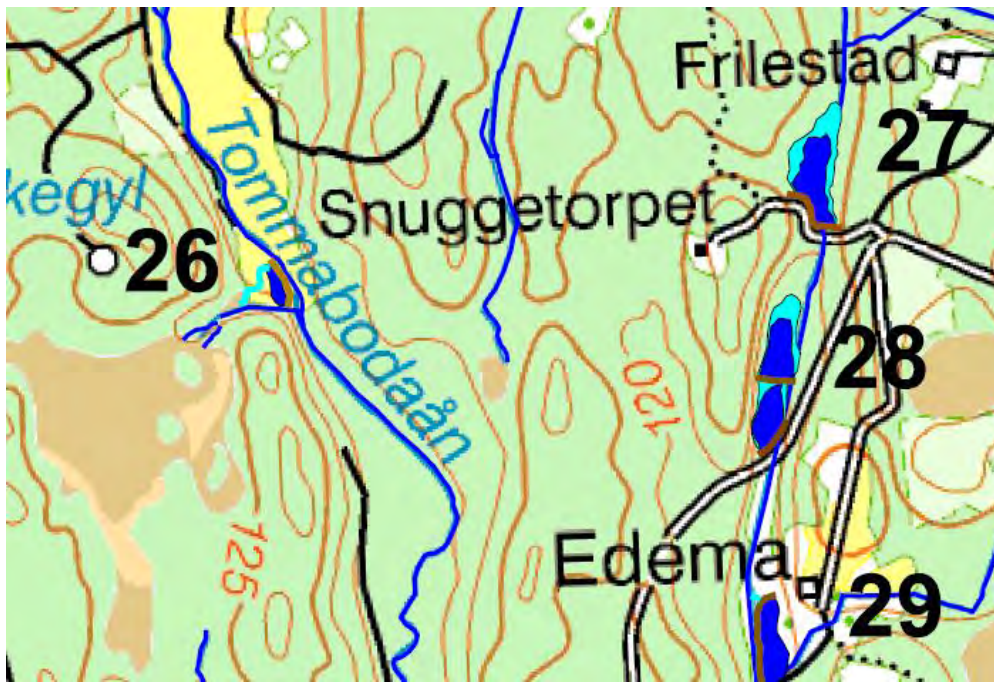 Frilestad
27
kegyl
26
Tommabodaån
Snuggetorpet
28
120
125
Edema
29